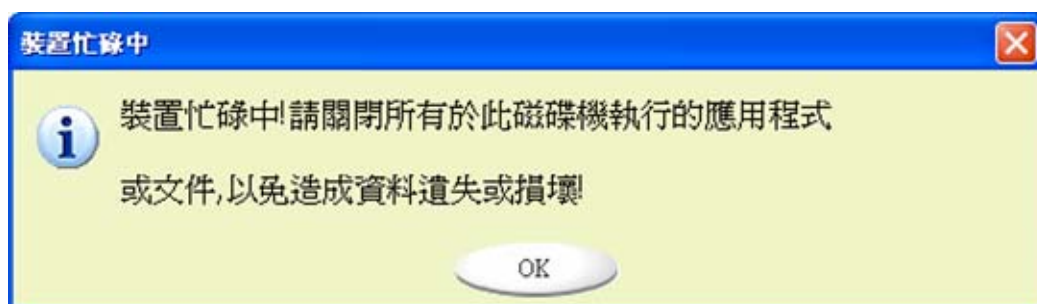 裝置忙碌中
裝置忙碌中!請關閉所有於此磁碟機執行的應用程式
或文件,以免造成資料遺失或損壞!
OK